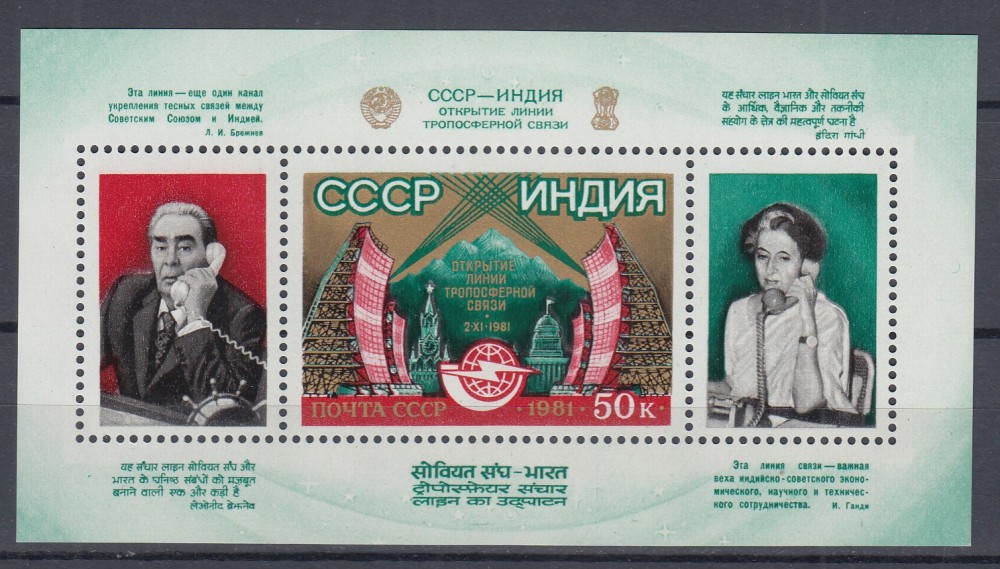 Эта линия — еще один канал
укрепления тесных связей между
Советским Союзом и Индией.
Л. И. Брежнев
СССР—ИНДИЯ
ОТКРЫТИЕ ЛИНИИ
ТРОПОСФЕРНОЙ СВЯЗИ
यह संचार लाइन भारत और सोवियत संघ
के आर्थिक, वैज्ञानिक और तकनीकी
सहयोग के क्षेत्र की महत्वपूर्ण घटना है
इंदिरा गांधी
СССР ИНДИЯ
ОТКРЫТИЕ
ЛИНИИ
ТРОПОСФЕРНОЙ
СВЯЗИ
2·XI·1981
ПОЧТА СССР · 1981 · 50 к.
यह संचार लाइन सोवियत संघ और
भारत के घनिष्ठ संबंधों को मज़बूत
बनाने वाली एक और कड़ी है
लेओनीद ब्रेझ्नेव
सोवियत संघ-भारत
ट्रोपोस्फ़ेयर संचार
लाइन का उद्घाटन
Эта линия связи — важная
веха индийско-советского эконо-
мического, научного и техничес-
кого сотрудничества. И. Ганди